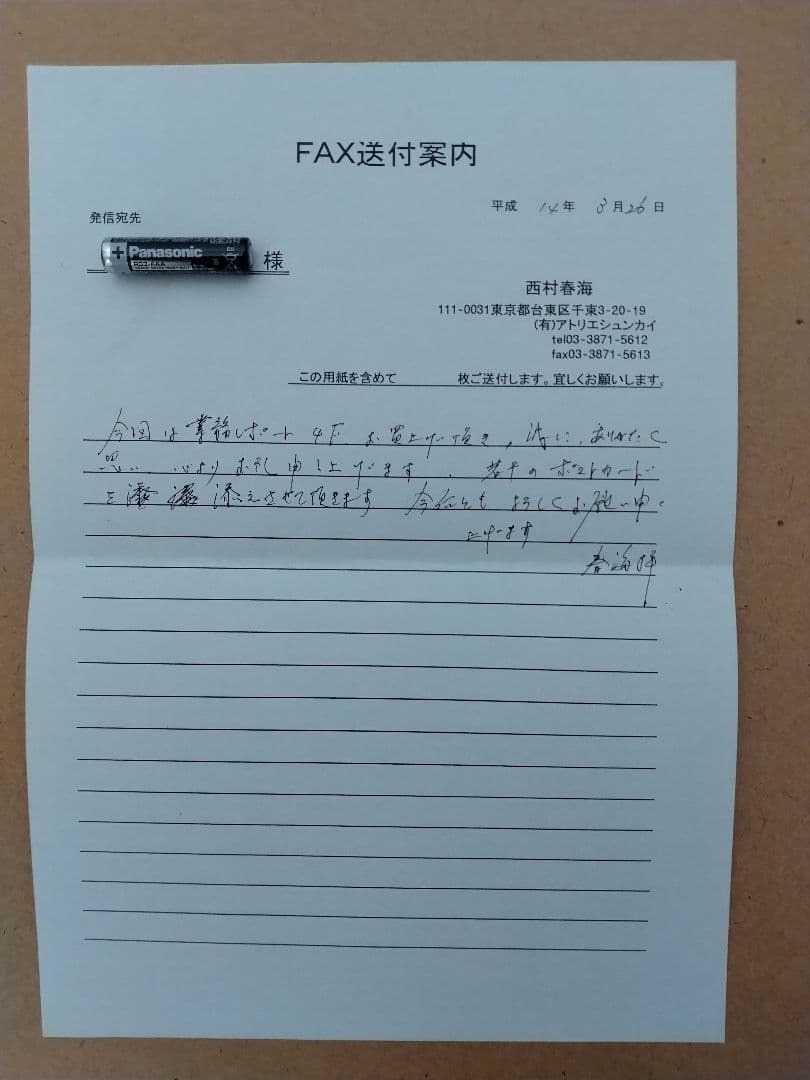 FAX送付案内
平成 14年 3月26日
発信宛先
Panasonic
様
西村春海
111-0031東京都台東区千束3-20-19
(有)アトリエシュンカイ
tel03-3871-5612
fax03-3871-5613
この用紙を含めて 枚ご送付します。宜しくお願いします。
今回は お買上げ頂き、誠に、ありがたく
思い 心よりお礼申し上げます、若干のポストカード
を 添えさせて頂きます 今後ともよろしくお願い申し
上げます
春海拝